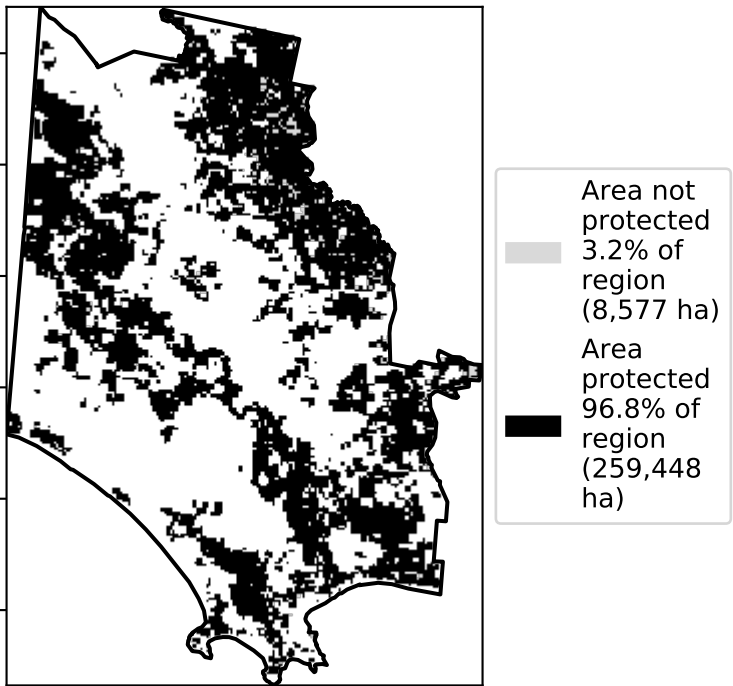 Area not
protected
3.2% of
region
(8,577 ha)
Area
protected
96.8% of
region
(259,448
ha)